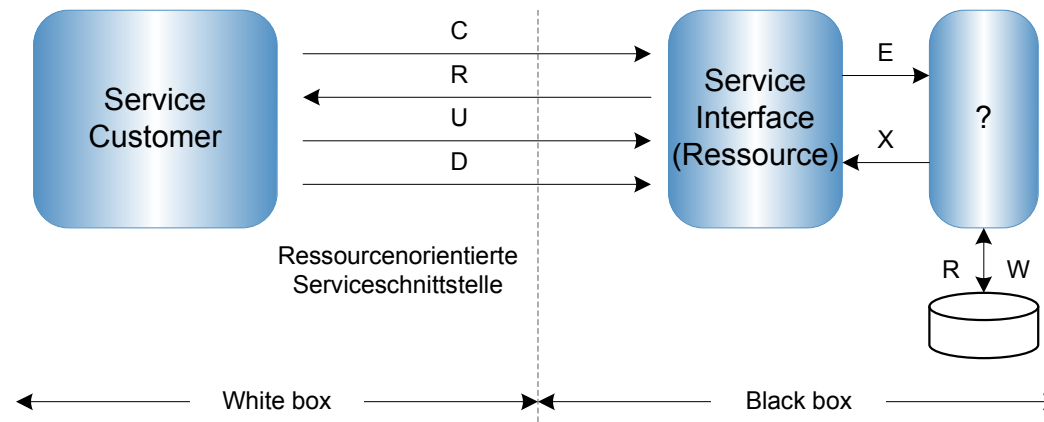 Service
Customer
C
R
U
D
Service
Interface
(Ressource)
E
X
?
Ressourcenorientierte
Serviceschnittstelle
R W
White box
Black box